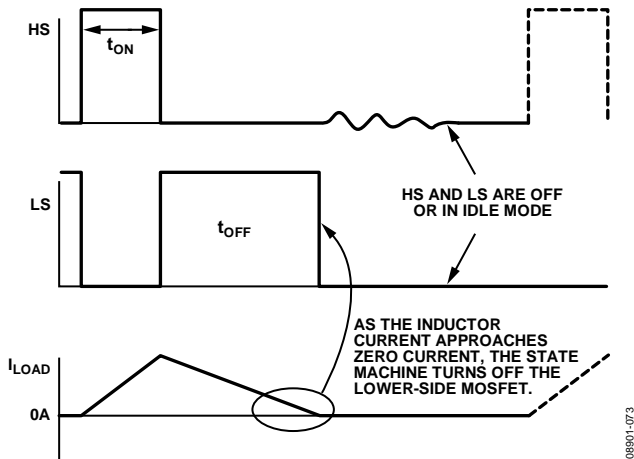 HS
tON
LS
tOFF
HS AND LS ARE OFF
OR IN IDLE MODE
AS THE INDUCTOR
CURRENT APPROACHES
ZERO CURRENT, THE STATE
MACHINE TURNS OFF THE
LOWER-SIDE MOSFET.
ILOAD
0A
08901-073